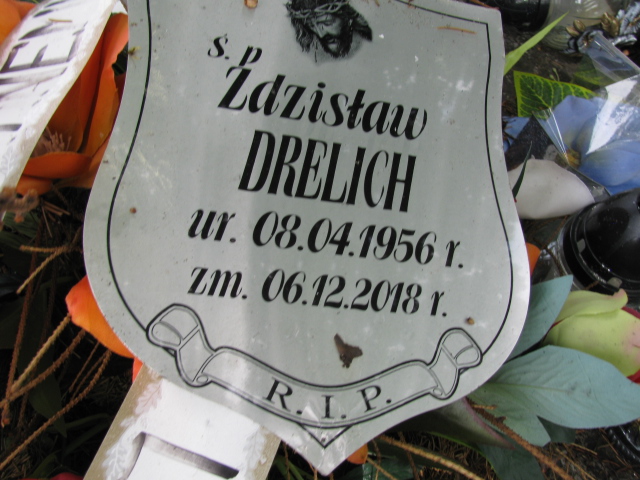 ś.p
Zdzisław
DRELICH
ur. 08.04.1956 r.
zm. 06.12.2018 r.
R.I.P.